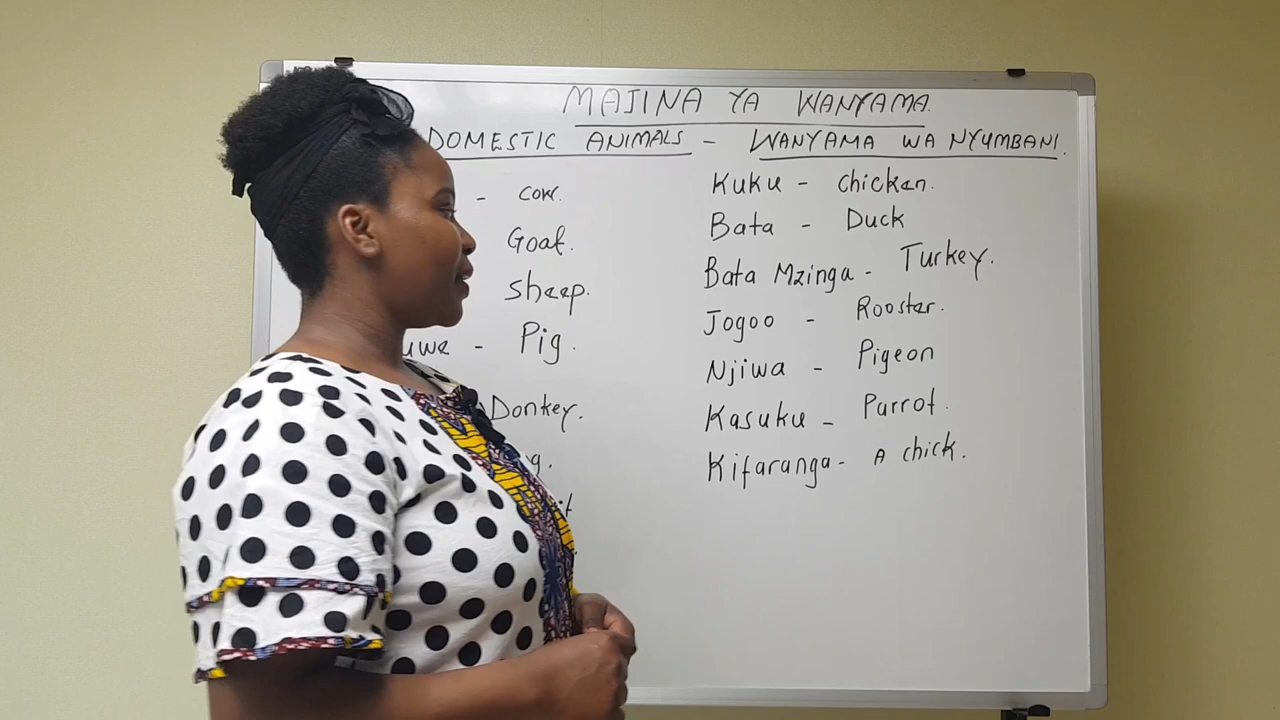 MAJINA YA WANYAMA.
DOMESTIC ANIMALS - WANYAMA WA NYUMBANI.
- cow.
Goat.
sheep.
uwe - Pig.
Donkey.
g.
it
Kuku - chicken.
Bata - Duck
Bata Mzinga - Turkey.
Jogoo - Rooster.
Njiwa - Pigeon
Kasuku - Parrot.
Kifaranga - A chick.